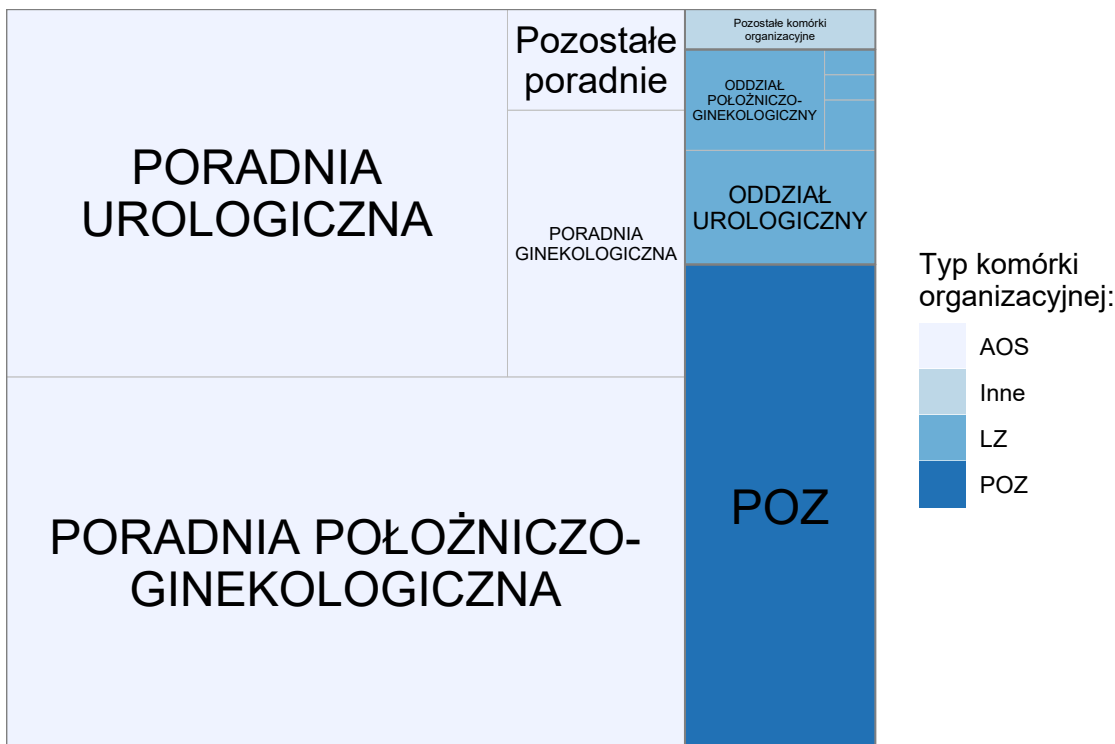 PORADNIA
UROLOGICZNA
Pozostałe
poradnie
PORADNIA
GINEKOLOGICZNA
PORADNIA POŁOŻNICZO-
GINEKOLOGICZNA
Pozostałe komórki
organizacyjne
ODDZIAŁ
POŁOŻNICZO-
GINEKOLOGICZNY
ODDZIAŁ
UROLOGICZNY
POZ
Typ komórki
organizacyjnej:
AOS
Inne
LZ
POZ